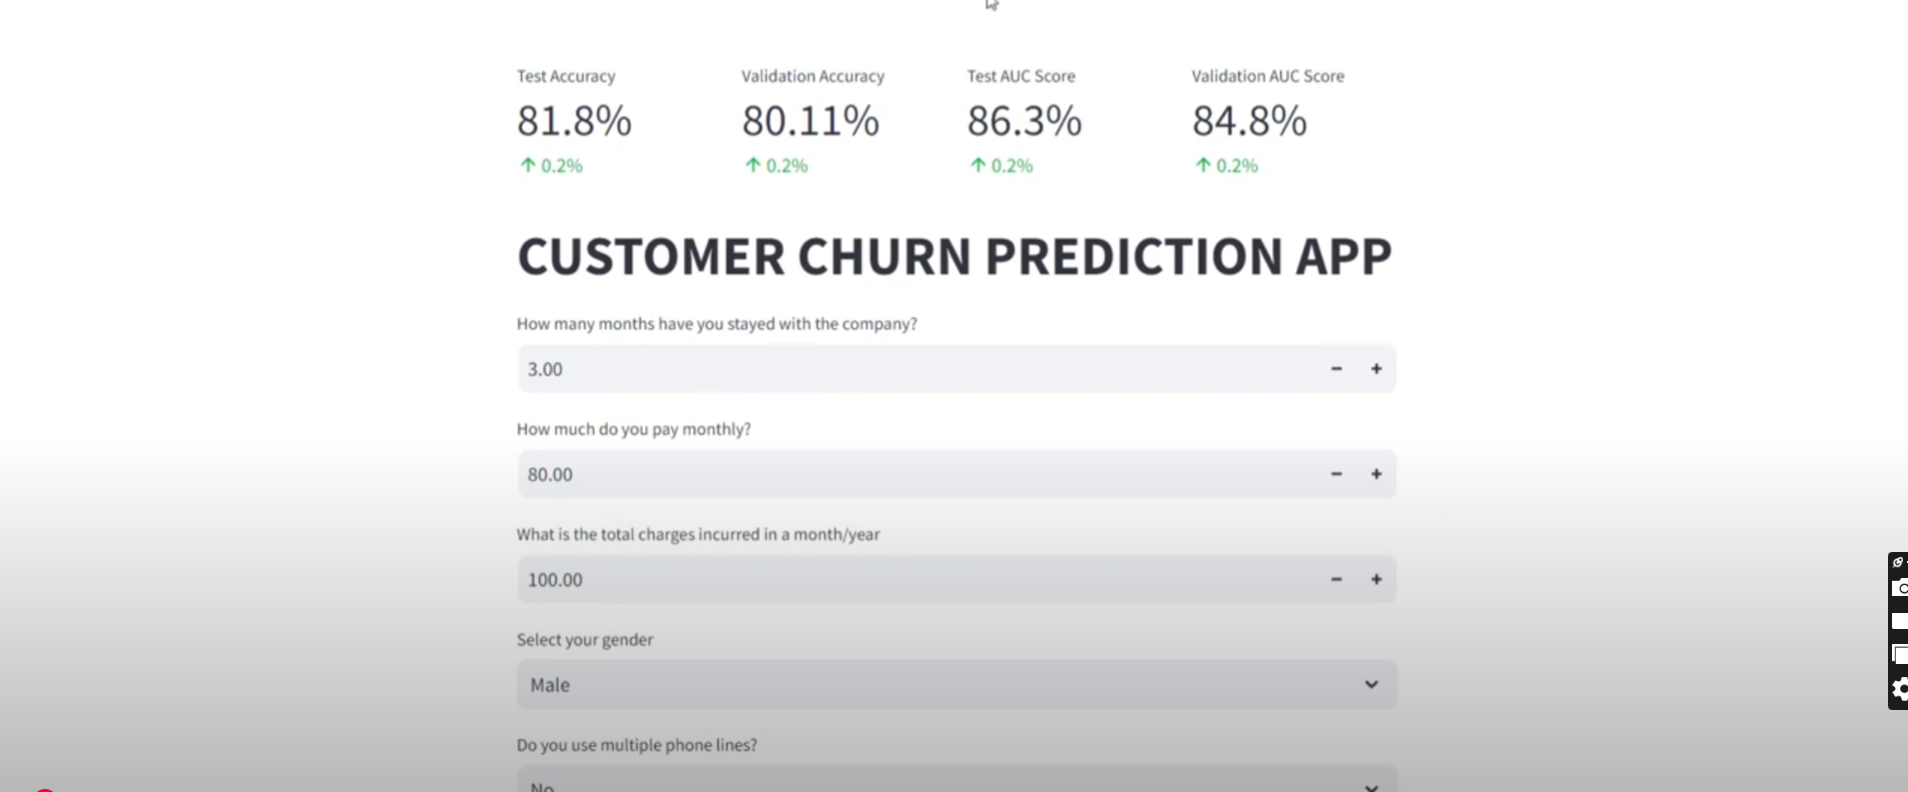 Test Accuracy
Validation Accuracy
Test AUC Score
Validation AUC Score
81.8%
80.11%
86.3%
84.8%
↑ 0.2%
↑ 0.2%
↑ 0.2%
↑ 0.2%
CUSTOMER CHURN PREDICTION APP
How many months have you stayed with the company?
3.00
How much do you pay monthly?
80.00
What is the total charges incurred in a month/year
100.00
Select your gender
Male
Do you use multiple phone lines?
No